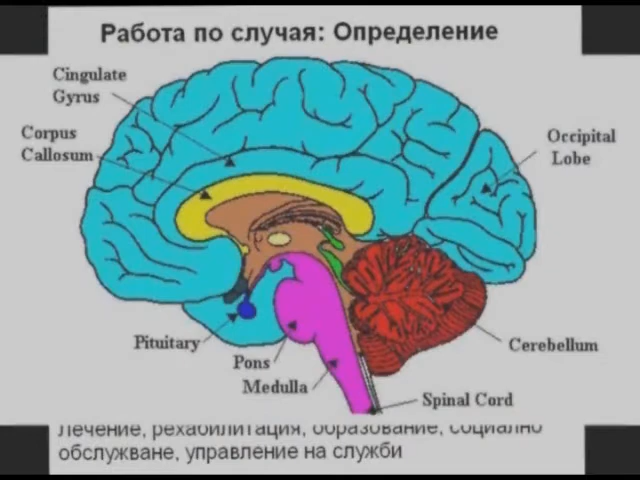 Работа по случая: Определение
Cingulate
Gyrus
Corpus
Callosum
Occipital
Lobe
Pituitary
Pons
Medulla
Cerebellum
Spinal Cord
Лечение, рехабилитация, образование, социално
обслужване, управление на служби